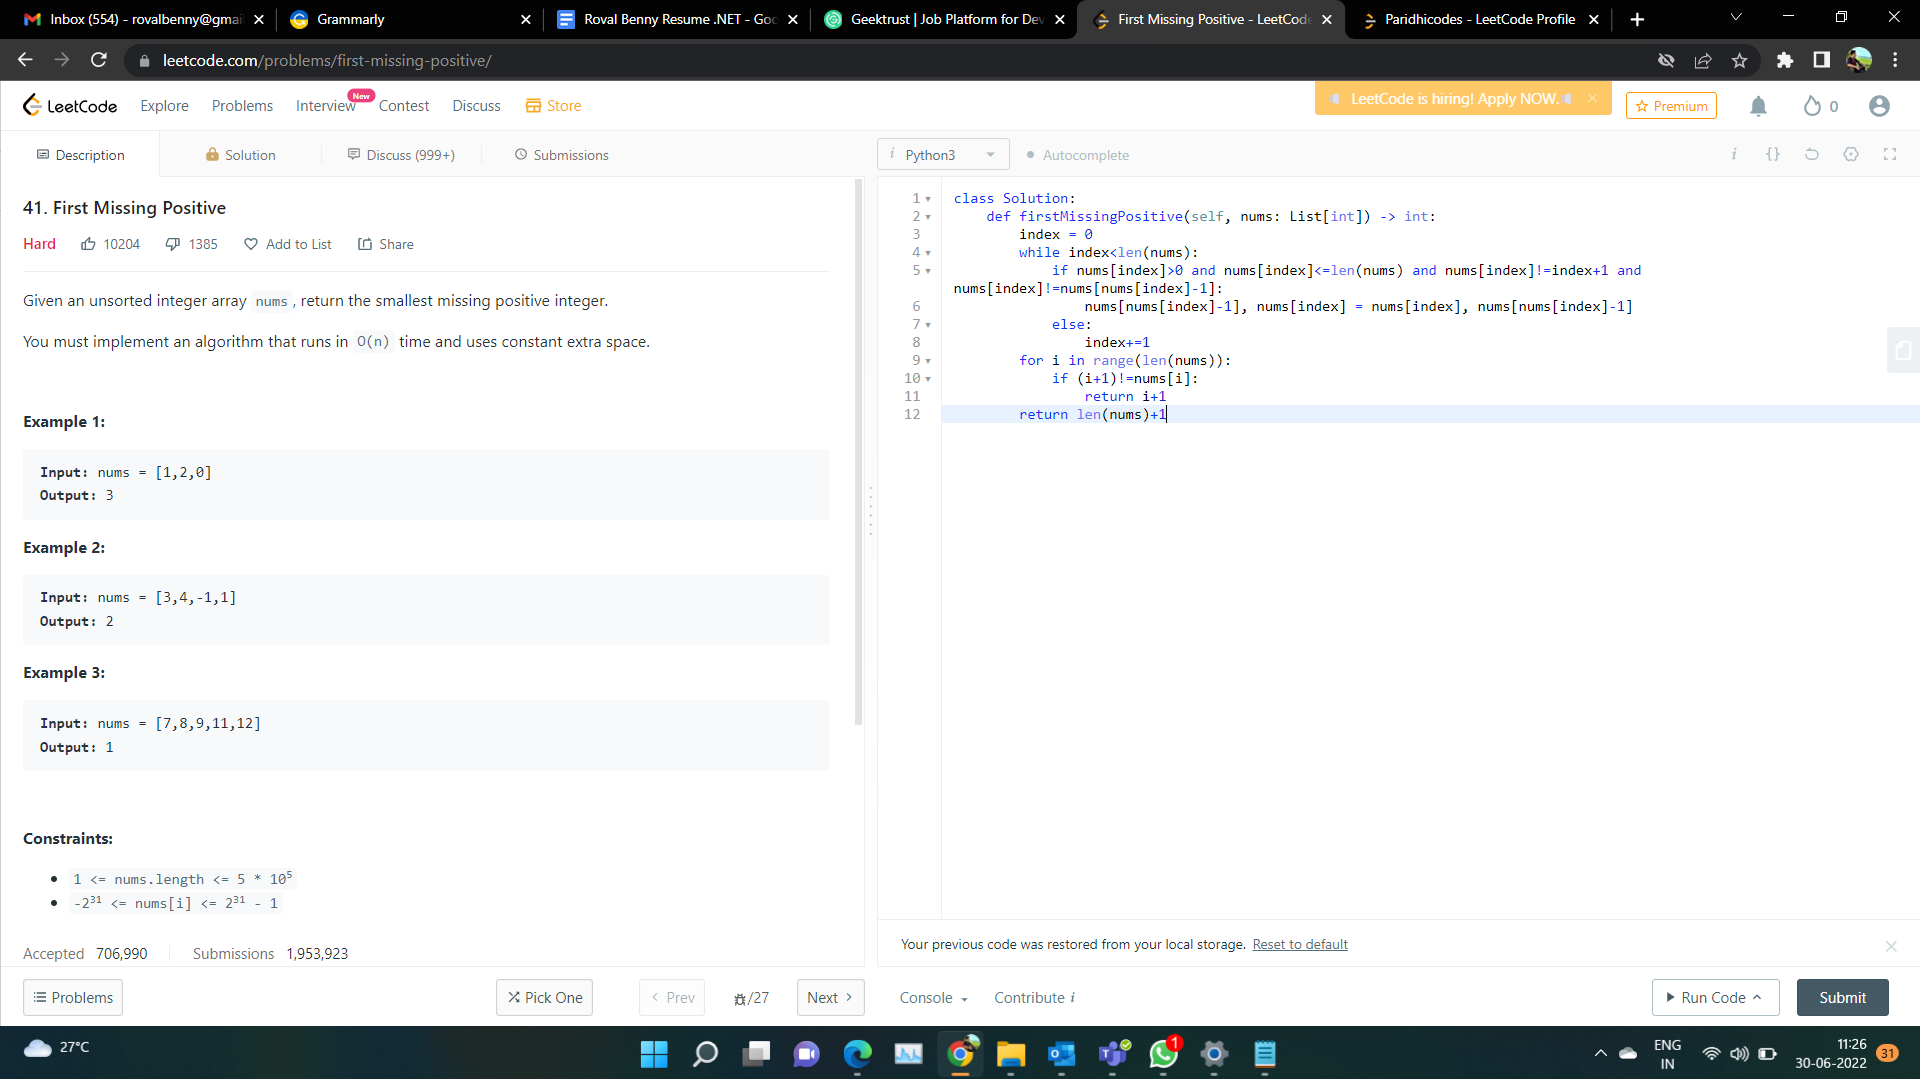 Inbox (554) - rovalbenny@gmai
Grammarly
Roval Benny Resume .NET - Goo
Geektrust | Job Platform for Dev
First Missing Positive - LeetCode
Paridhicodes - LeetCode Profile
leetcode.com/problems/first-missing-positive/
LeetCode
Explore
Problems
Interview
New
Contest
Discuss
Store
LeetCode is hiring! Apply NOW.
Premium
0
Description
Solution
Discuss (999+)
Submissions
i Python3
Autocomplete
i
{}
41. First Missing Positive
Hard
10204
1385
Add to List
Share
Given an unsorted integer array nums, return the smallest missing positive integer.
You must implement an algorithm that runs in O(n) time and uses constant extra space.
Example 1:
Input: nums = [1,2,0]
Output: 3
Example 2:
Input: nums = [3,4,-1,1]
Output: 2
Example 3:
Input: nums = [7,8,9,11,12]
Output: 1
Constraints:
1 <= nums.length <= 5 * 10⁵
-2³¹ <= nums[i] <= 2³¹ - 1
Accepted 706,990
Submissions 1,953,923
1 class Solution:
2 def firstMissingPositive(self, nums: List[int]) -> int:
3 index = 0
4 while index<len(nums):
5 if nums[index]>0 and nums[index]<=len(nums) and nums[index]!=index+1 and
nums[index]!=nums[nums[index]-1]:
6 nums[nums[index]-1], nums[index] = nums[index], nums[nums[index]-1]
7 else:
8 index+=1
9 for i in range(len(nums)):
10 if (i+1)!=nums[i]:
11 return i+1
12 return len(nums)+1
Your previous code was restored from your local storage. Reset to default
Problems
Pick One
Prev
/27
Next
Console
Contribute i
Run Code
Submit
27°C
1
ENG
IN
11:26
30-06-2022
31